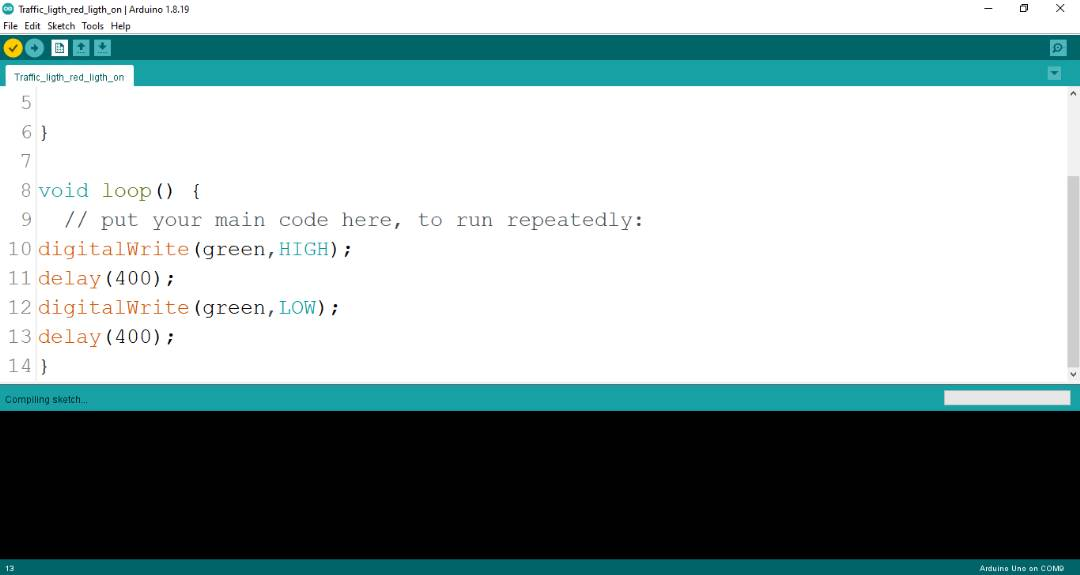 Traffic_ligth_red_ligth_on | Arduino 1.8.19
File Edit Sketch Tools Help
Traffic_ligth_red_ligth_on
5
6 }
7
8 void loop() {
9 // put your main code here, to run repeatedly:
10 digitalWrite(green,HIGH);
11 delay(400);
12 digitalWrite(green,LOW);
13 delay(400);
14 }
Compiling sketch...
13 Arduino Uno on COM9